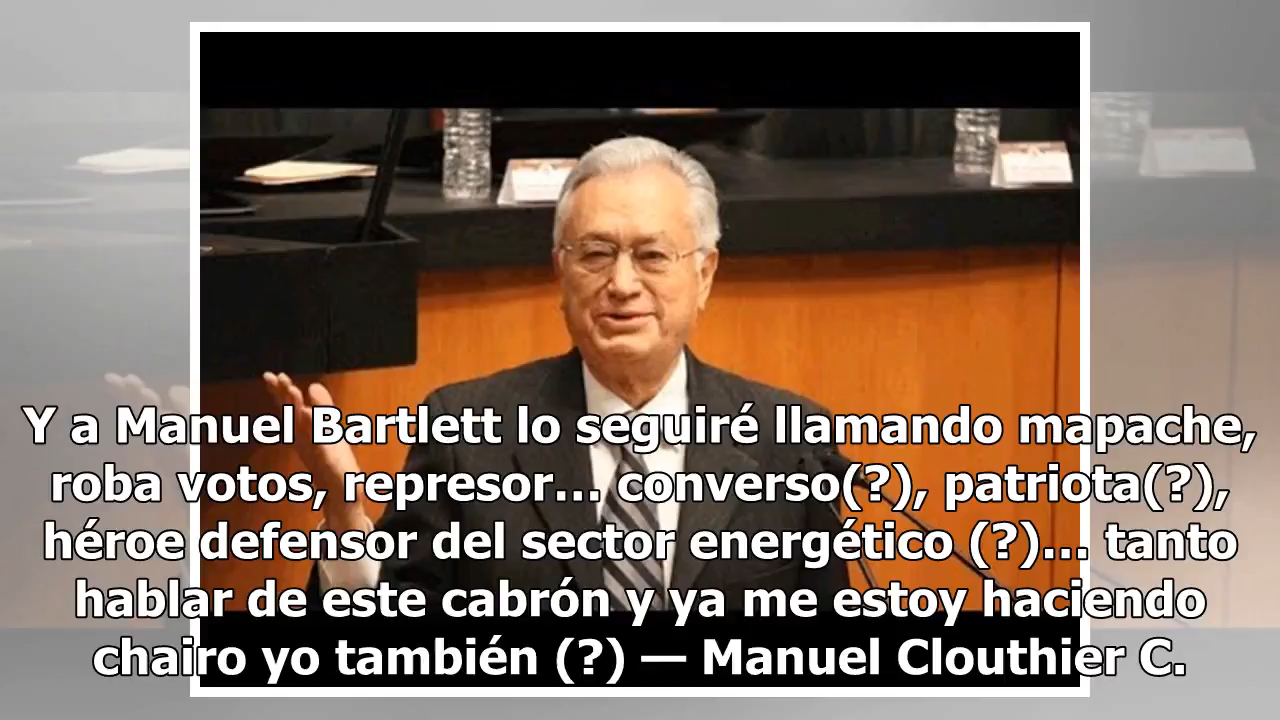 Y a Manuel Bartlett lo seguiré llamando mapache,
roba votos, represor... converso(?), patriota(?),
héroe defensor del sector energético (?)... tanto
hablar de este cabrón y ya me estoy haciendo
chairo yo también (?) — Manuel Clouthier C.